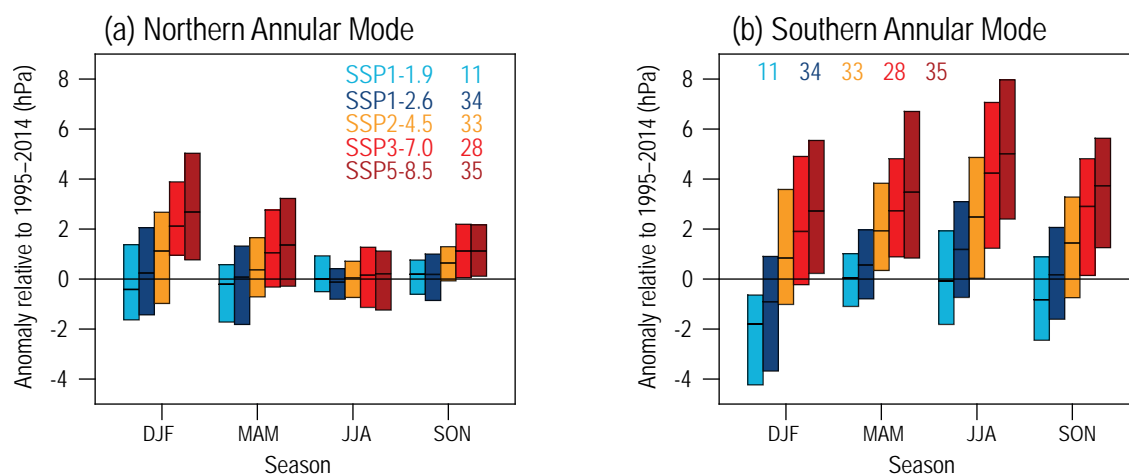 (a) Northern Annular Mode
Anomaly relative to 1995–2014 (hPa)
8
6
4
2
0
-2
-4
SSP1-1.9 11
SSP1-2.6 34
SSP2-4.5 33
SSP3-7.0 28
SSP5-8.5 35
DJF MAM JJA SON
Season
(b) Southern Annular Mode
Anomaly relative to 1995–2014 (hPa)
8
6
4
2
0
-2
-4
11 34 33 28 35
DJF MAM JJA SON
Season